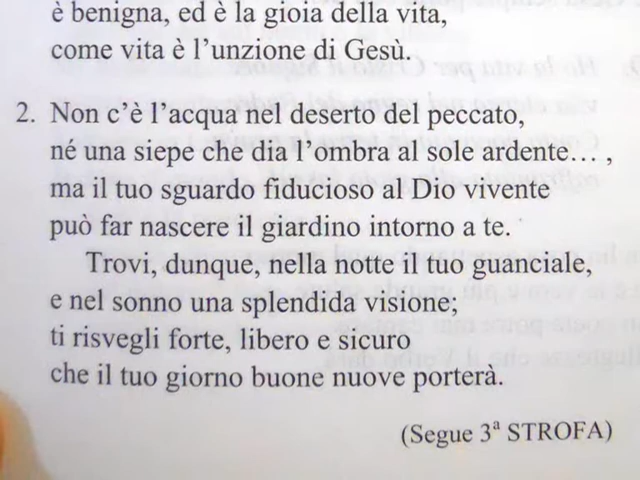 è benigna, ed è la gioia della vita,
come vita è l'unzione di Gesù.
2. Non c'è l'acqua nel deserto del peccato,
né una siepe che dia l'ombra al sole ardente... ,
ma il tuo sguardo fiducioso al Dio vivente
può far nascere il giardino intorno a te.
Trovi, dunque, nella notte il tuo guanciale,
e nel sonno una splendida visione;
ti risvegli forte, libero e sicuro
che il tuo giorno buone nuove porterà.
(Segue 3ª STROFA)